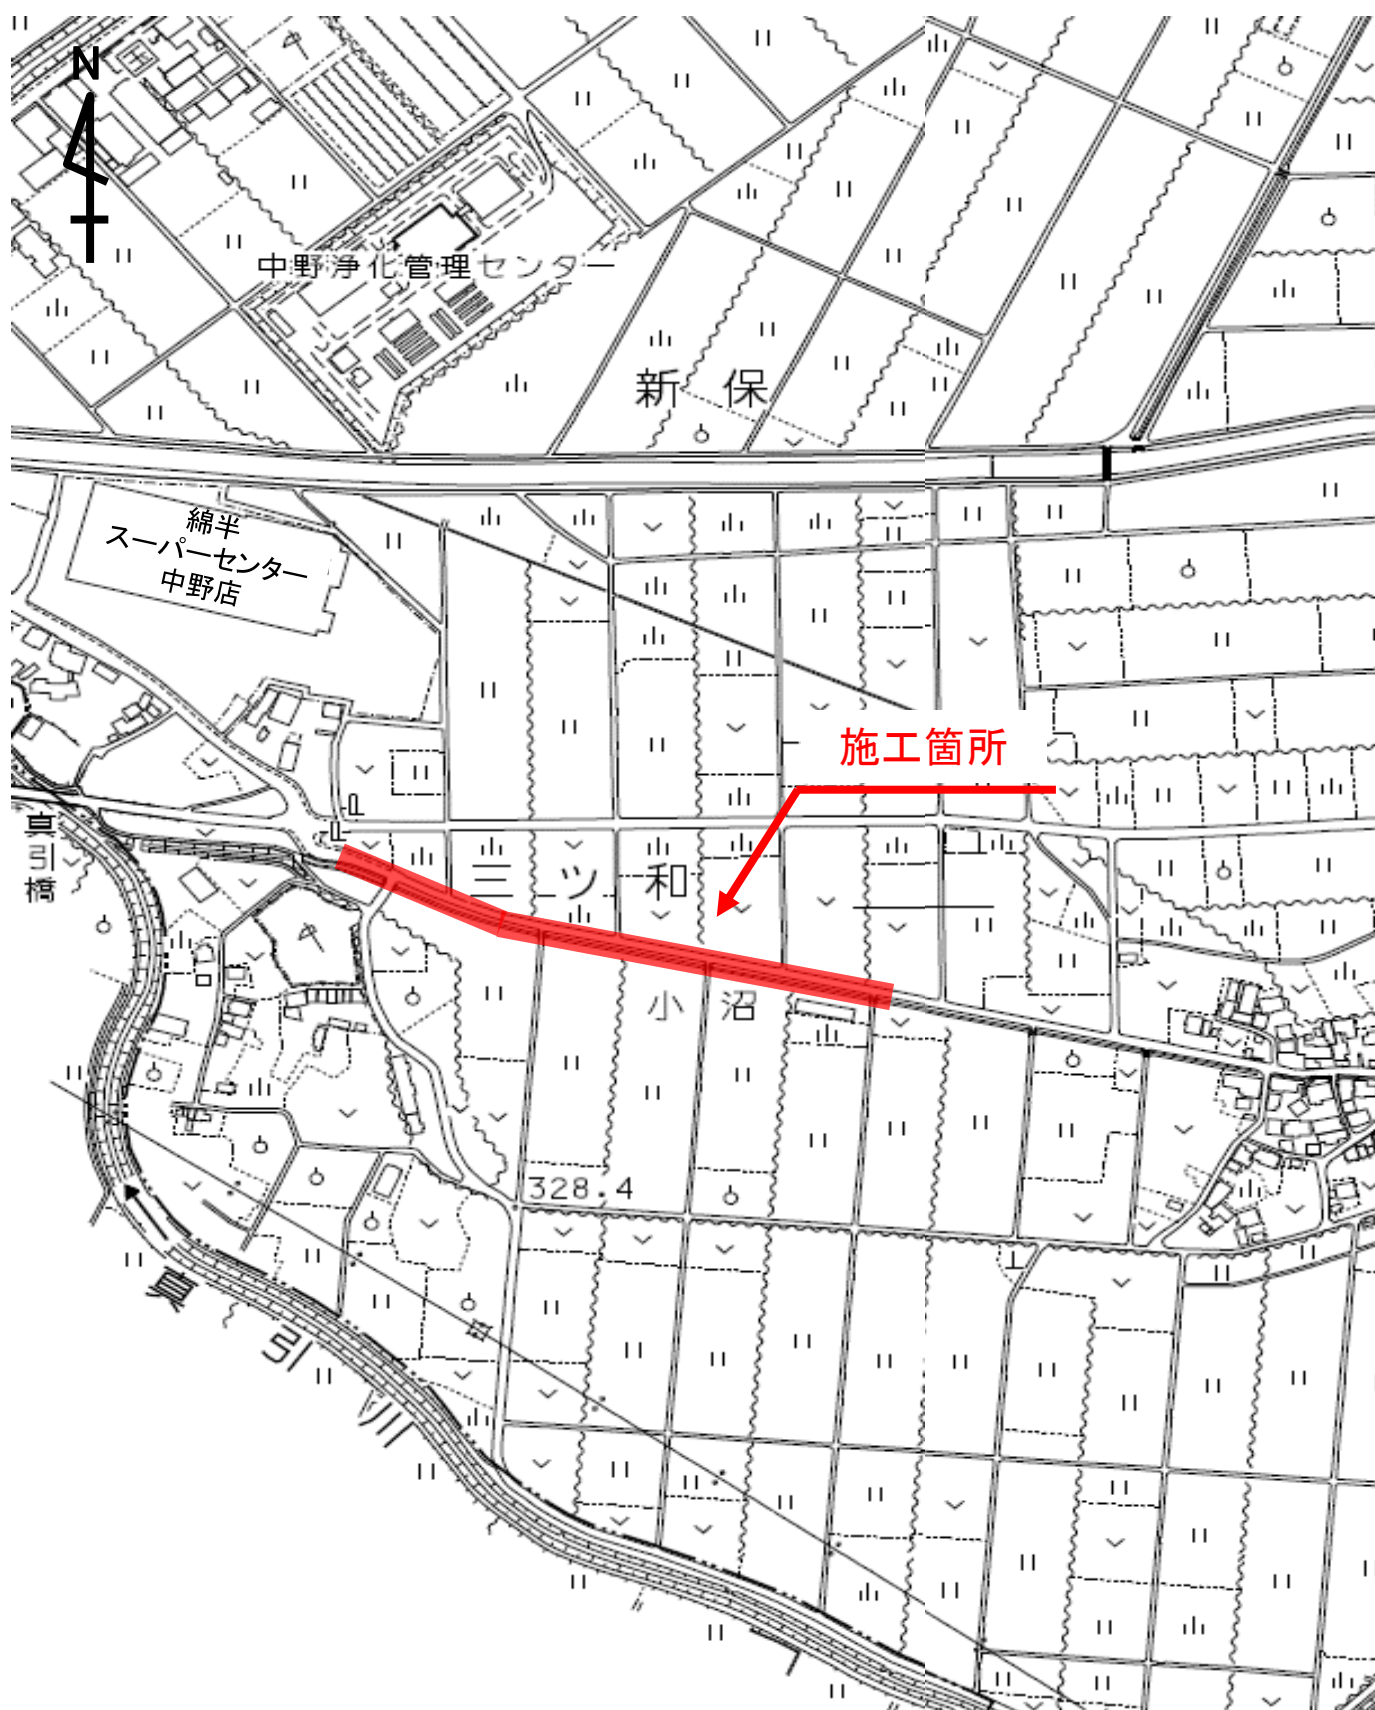 N
中野浄化管理センター
新保
綿半
スーパーセンター
中野店
施工箇所
真引橋
三ツ和
小沼
328.4
真引川